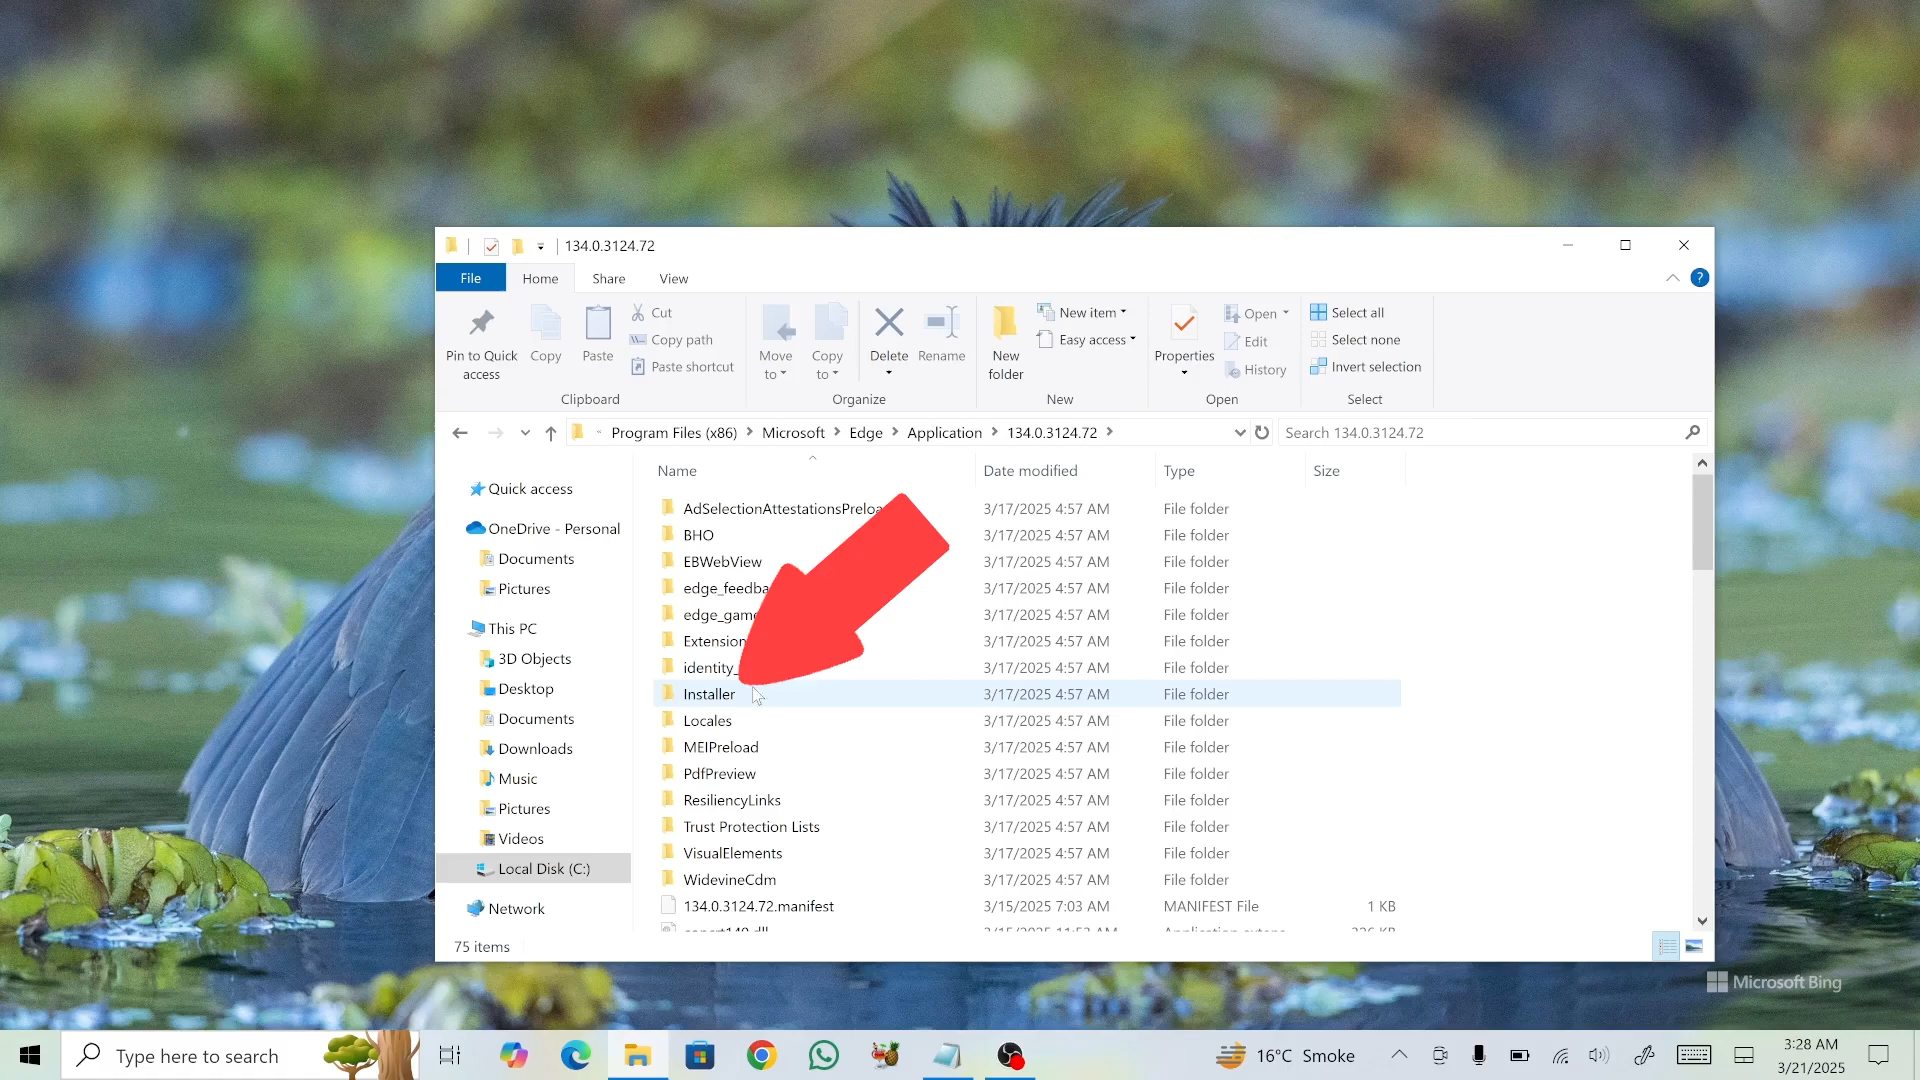 134.0.3124.72
File Home Share View
Pin to Quick access
Copy
Paste
Cut
Copy path
Paste shortcut
Clipboard
Move to
Copy to
Delete
Rename
Organize
New folder
New item
Easy access
New
Properties
Open
Edit
History
Open
Select all
Select none
Invert selection
Select
Program Files (x86) Microsoft Edge Application 134.0.3124.72
Search 134.0.3124.72
Quick access
OneDrive - Personal
Documents
Pictures
This PC
3D Objects
Desktop
Documents
Downloads
Music
Pictures
Videos
Local Disk (C:)
Network
Name Date modified Type Size
AdSelectionAttestationsPreloa 3/17/2025 4:57 AM File folder
BHO 3/17/2025 4:57 AM File folder
EBWebView 3/17/2025 4:57 AM File folder
edge_feedba 3/17/2025 4:57 AM File folder
edge_game 3/17/2025 4:57 AM File folder
Extension 3/17/2025 4:57 AM File folder
identity_ 3/17/2025 4:57 AM File folder
Installer 3/17/2025 4:57 AM File folder
Locales 3/17/2025 4:57 AM File folder
MEIPreload 3/17/2025 4:57 AM File folder
PdfPreview 3/17/2025 4:57 AM File folder
ResiliencyLinks 3/17/2025 4:57 AM File folder
Trust Protection Lists 3/17/2025 4:57 AM File folder
VisualElements 3/17/2025 4:57 AM File folder
WidevineCdm 3/17/2025 4:57 AM File folder
134.0.3124.72.manifest 3/15/2025 7:03 AM MANIFEST File 1 KB
75 items
Microsoft Bing
Type here to search
16°C Smoke
3:28 AM
3/21/2025